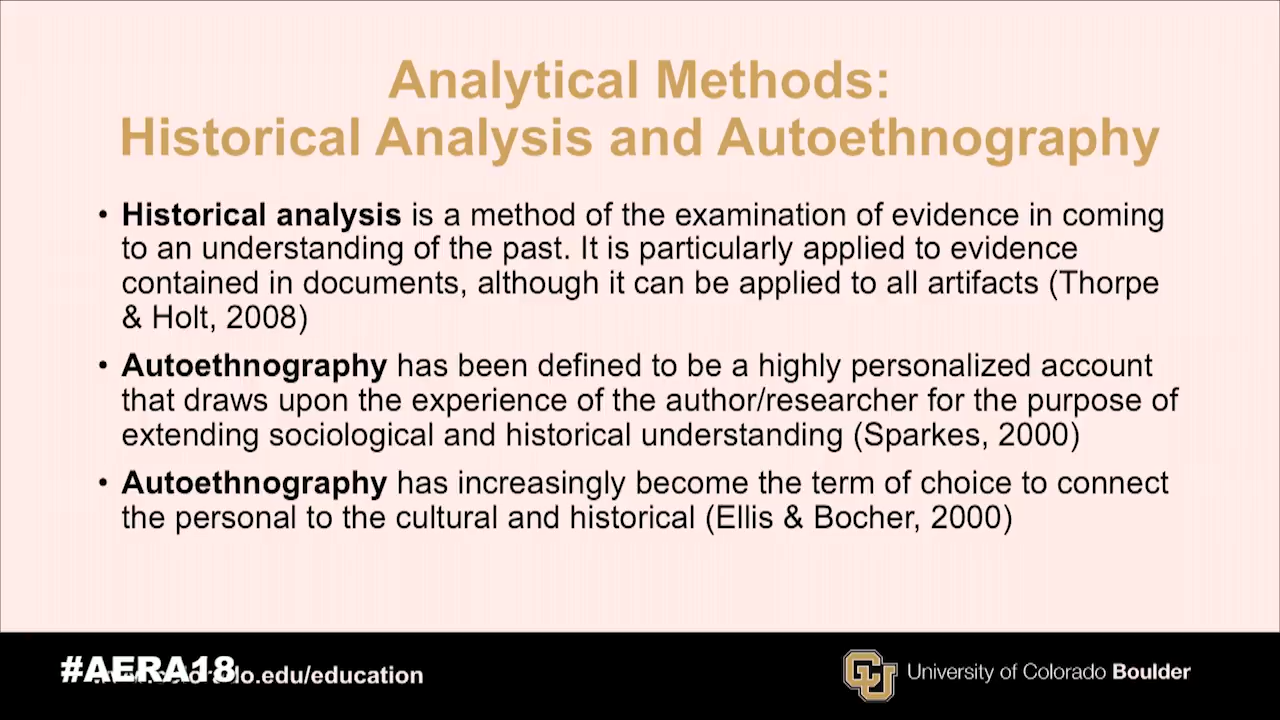 Analytical Methods:
Historical Analysis and Autoethnography
• Historical analysis is a method of the examination of evidence in coming
to an understanding of the past. It is particularly applied to evidence
contained in documents, although it can be applied to all artifacts (Thorpe
& Holt, 2008)
• Autoethnography has been defined to be a highly personalized account
that draws upon the experience of the author/researcher for the purpose of
extending sociological and historical understanding (Sparkes, 2000)
• Autoethnography has increasingly become the term of choice to connect
the personal to the cultural and historical (Ellis & Bocher, 2000)
#AERA18
.edu/education
CU University of Colorado Boulder